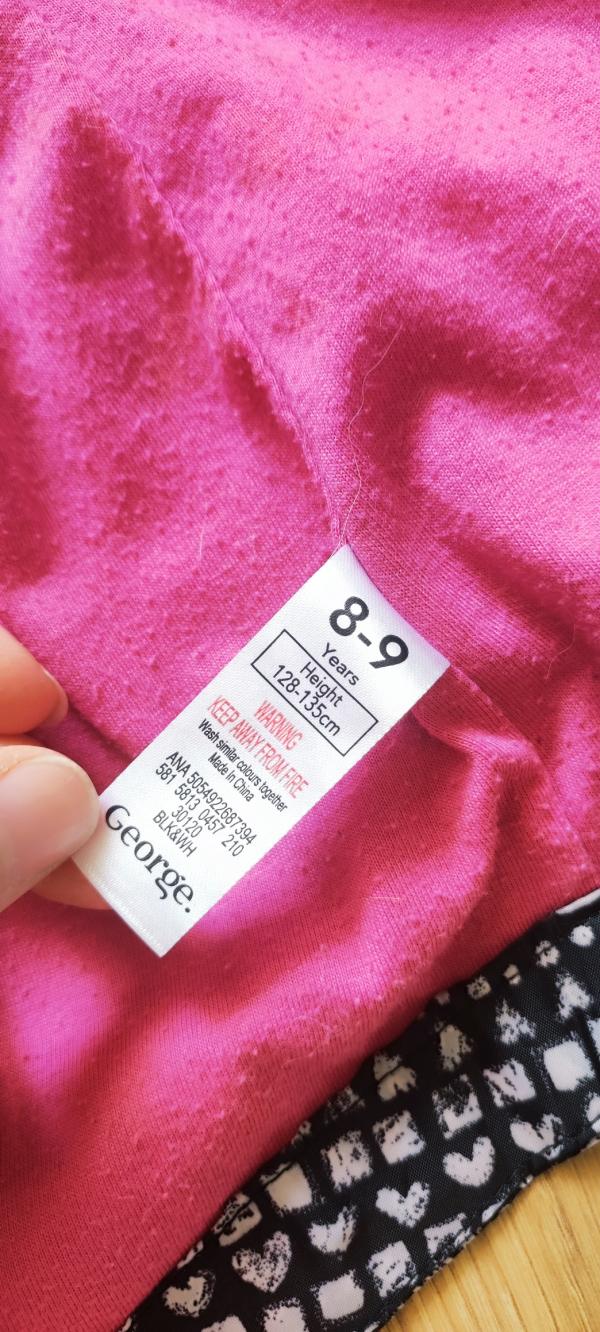 8-9
Years
Height
128-135cm
WARNING
KEEP AWAY FROM FIRE
Wash similar colours together
Made in China
ANA 5054922687394
581 5813 0457 210
30120
BLK&WH
George.